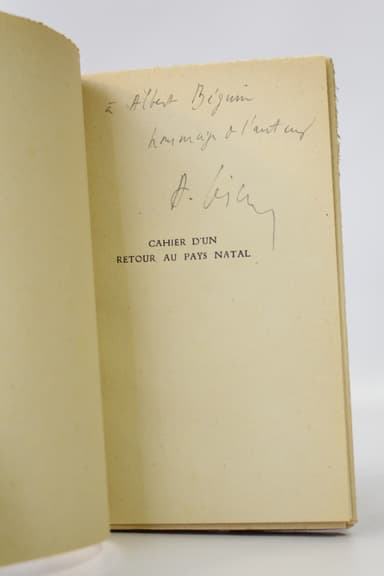 à Albert Béguin
hommage de l'auteur
A. Césaire
CAHIER D'UN
RETOUR AU PAYS NATAL